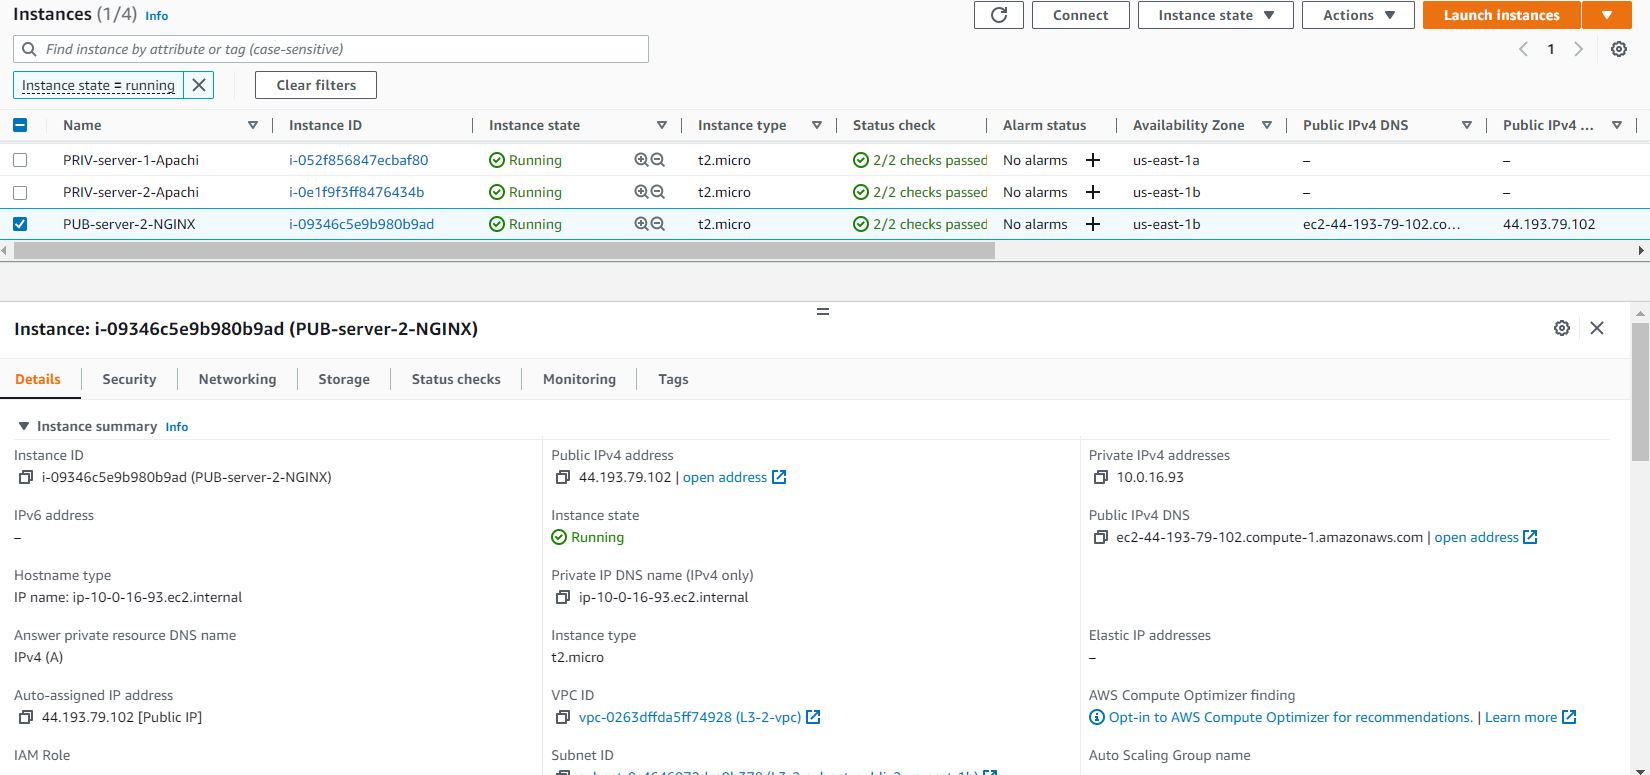 Instances (1/4) Info
Connect
Instance state
Actions
Launch instances
Find instance by attribute or tag (case-sensitive)
1
Instance state = running
Clear filters
Name Instance ID Instance state Instance type Status check Alarm status Availability Zone Public IPv4 DNS Public IPv4 ...
PRIV-server-1-Apachi i-052f856847ecbaf80 Running t2.micro 2/2 checks passed No alarms + us-east-1a –  –
PRIV-server-2-Apachi i-0e1f9f3ff8476434b Running t2.micro 2/2 checks passed No alarms + us-east-1b – –
PUB-server-2-NGINX i-09346c5e9b980b9ad Running t2.micro 2/2 checks passed No alarms + us-east-1b ec2-44-193-79-102.co... 44.193.79.102
Instance: i-09346c5e9b980b9ad (PUB-server-2-NGINX)
Details Security Networking Storage Status checks Monitoring Tags
Instance summary Info
Instance ID Public IPv4 address Private IPv4 addresses
i-09346c5e9b980b9ad (PUB-server-2-NGINX) 44.193.79.102 | open address 10.0.16.93
IPv6 address Instance state Public IPv4 DNS
– Running ec2-44-193-79-102.compute-1.amazonaws.com | open address
Hostname type Private IP DNS name (IPv4 only)
IP name: ip-10-0-16-93.ec2.internal ip-10-0-16-93.ec2.internal
Answer private resource DNS name Instance type Elastic IP addresses
IPv4 (A) t2.micro –
Auto-assigned IP address VPC ID AWS Compute Optimizer finding
44.193.79.102 [Public IP] vpc-0263dffda5ff74928 (L3-2-vpc) Opt-in to AWS Compute Optimizer for recommendations. | Learn more
IAM Role Subnet ID Auto Scaling Group name